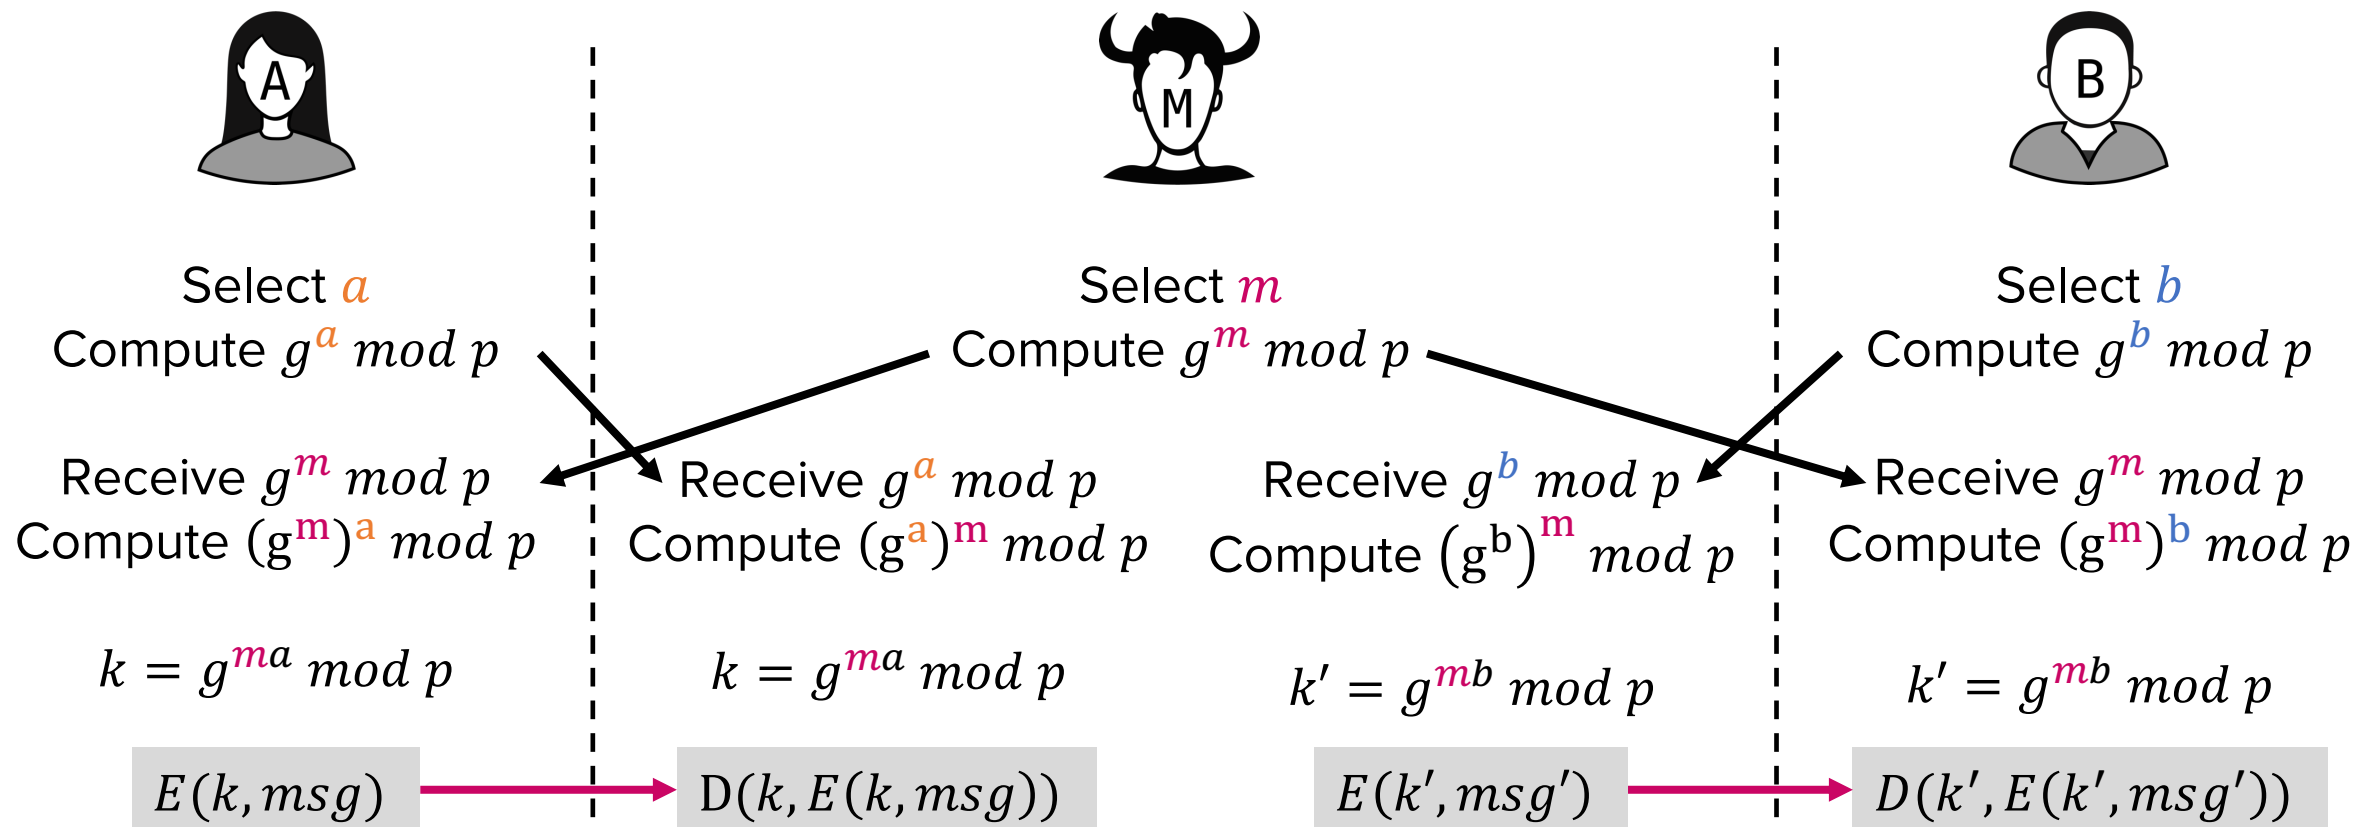 A
M
B
Select a
Compute g^a mod p
Select m
Compute g^m mod p
Select b
Compute g^b mod p
Receive g^m mod p
Compute (g^m)^a mod p
Receive g^a mod p
Compute (g^a)^m mod p
Receive g^b mod p
Compute (g^b)^m mod p
Receive g^m mod p
Compute (g^m)^b mod p
k = g^{ma} mod p
k = g^{ma} mod p
k′ = g^{mb} mod p
k′ = g^{mb} mod p
E(k, msg)
D(k, E(k, msg))
E(k′, msg′)
D(k′, E(k′, msg′))